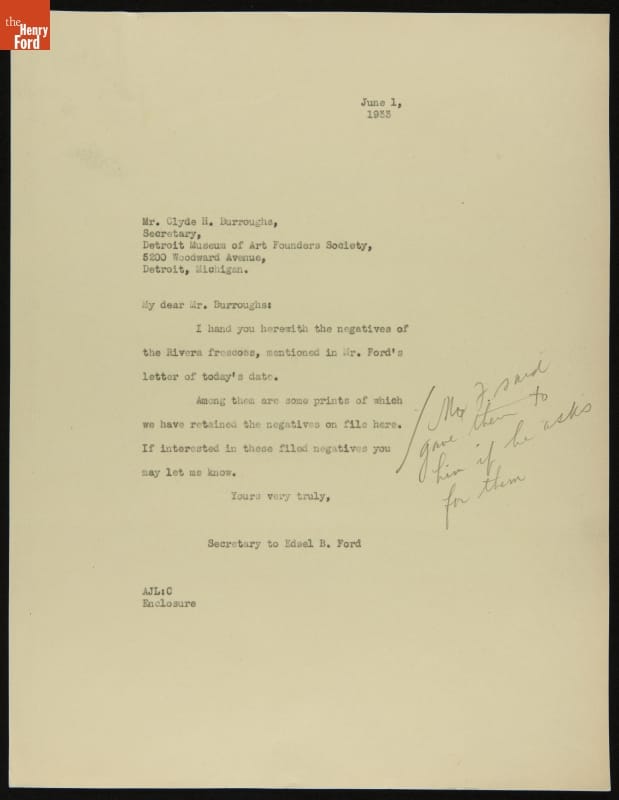 the
Henry
Ford
June 1,
1933
Mr. Clyde H. Burroughs,
Secretary,
Detroit Museum of Art Founders Society,
5200 Woodward Avenue,
Detroit, Michigan.
My dear Mr. Burroughs:
I hand you herewith the negatives of
the Rivera frescoes, mentioned in Mr. Ford's
letter of today's date.
Among them are some prints of which
we have retained the negatives on file here.
If interested in these filed negatives you
may let me know.
Yours very truly,
Secretary to Edsel B. Ford
AJL:C
Enclosure
F said
gave them to
him if he asks
for them